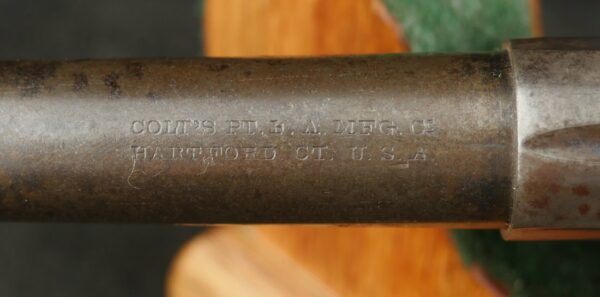 COLT'S PT. F. A. MFG. Co.
HARTFORD CT. U.S.A.